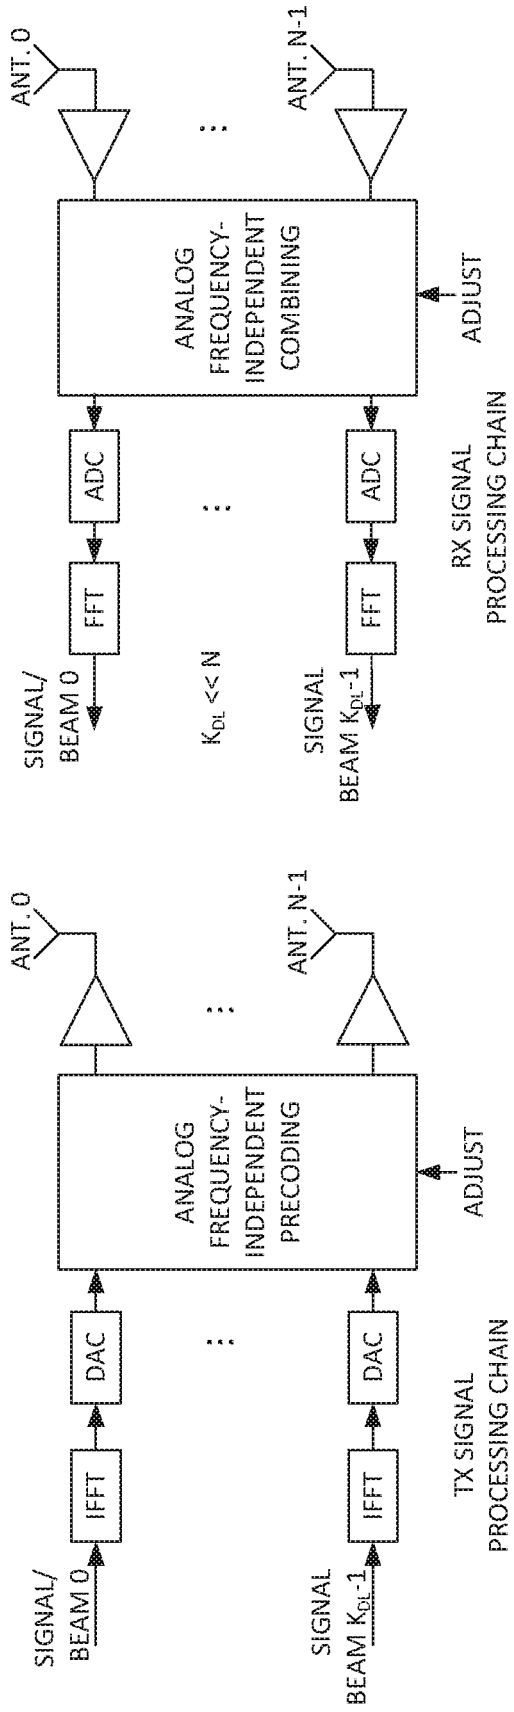 SIGNAL/
BEAM 0
IFFT
DAC
SIGNAL
BEAM K_DL-1
IFFT
DAC
...
ANALOG
FREQUENCY-
INDEPENDENT
PRECODING
ADJUST
ANT. 0
...
ANT. N-1
TX SIGNAL
PROCESSING CHAIN
SIGNAL/
BEAM 0
FFT
ADC
K_DL << N
...
SIGNAL
BEAM K_DL-1
FFT
ADC
ANALOG
FREQUENCY-
INDEPENDENT
COMBINING
ADJUST
ANT. 0
...
ANT. N-1
RX SIGNAL
PROCESSING CHAIN